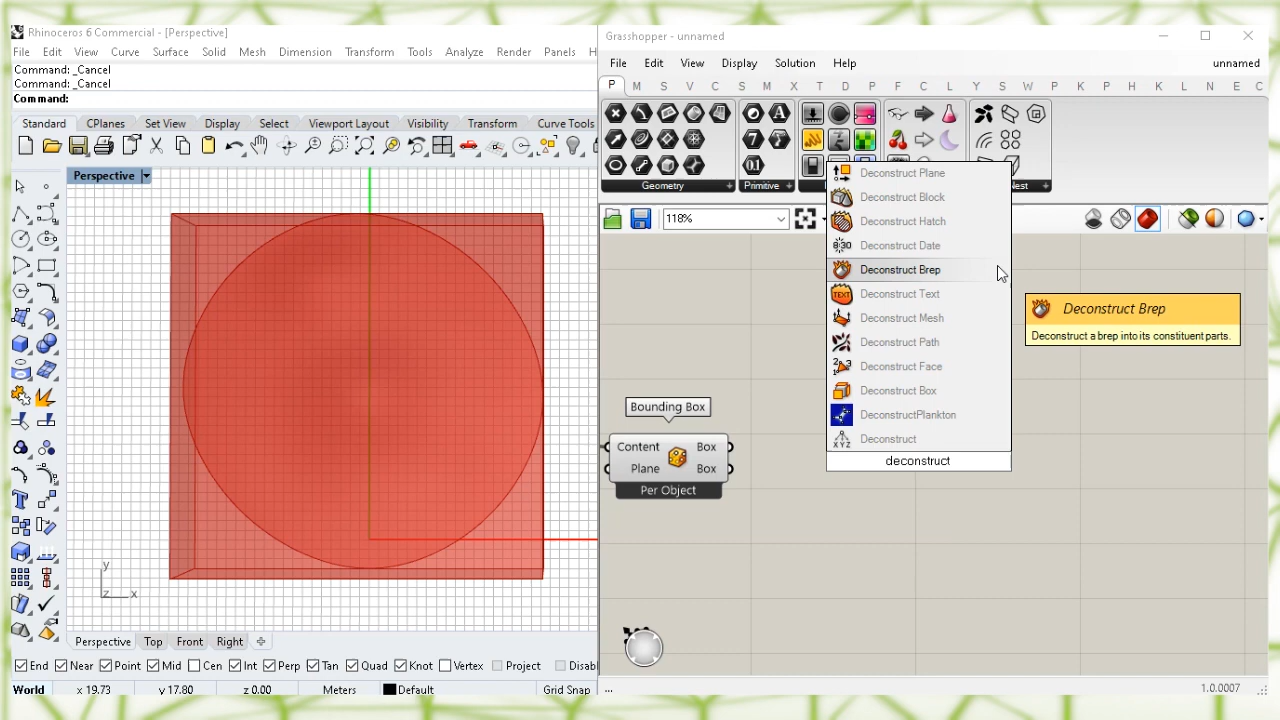 Rhinoceros 6 Commercial - [Perspective]
File Edit View Curve Surface Solid Mesh Dimension Transform Tools Analyze Render Panels H
Command: _Cancel
Command: _Cancel
Command:
Standard CPlanes Set View Display Select Viewport Layout Visibility Transform Curve Tools
Perspective
y
z x
Perspective Top Front Right
End Near Point Mid Cen Int Perp Tan Quad Knot Vertex Project Disabl
World x 19.73 y 17.80 z 0.00 Meters Default Grid Snap
Grasshopper - unnamed
File Edit View Display Solution Help unnamed
P M S V C S M X T D P F C L Y S W P H K L N E C
Geometry Primitive
118%
Deconstruct Plane
Deconstruct Block
Deconstruct Hatch
Deconstruct Date
Deconstruct Brep
Deconstruct Text
Deconstruct Mesh
Deconstruct Path
Deconstruct Face
Deconstruct Box
DeconstructPlankton
Deconstruct
deconstruct
Deconstruct Brep
Deconstruct a brep into its constituent parts.
Bounding Box
Content Box
Plane Box
Per Object
... 1.0.0007